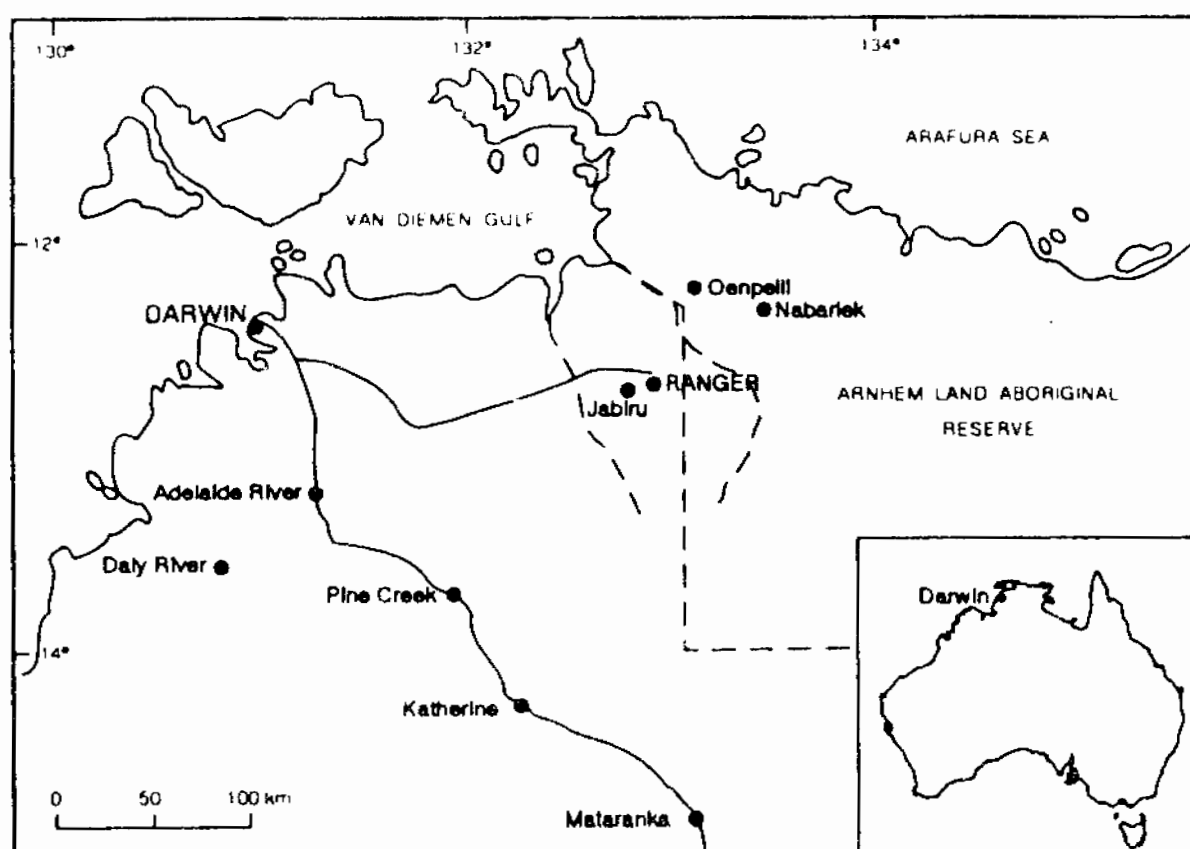 130°
132°
134°
ARAFURA SEA
VAN DIEMEN GULF
12°
Oenpelli
Nabarlek
DARWIN
RANGER
Jabiru
ARNHEM LAND ABORIGINAL
RESERVE
Adelaide River
Daly River
Pine Creek
Darwin
14°
Katherine
0 50 100 km
Mataranka